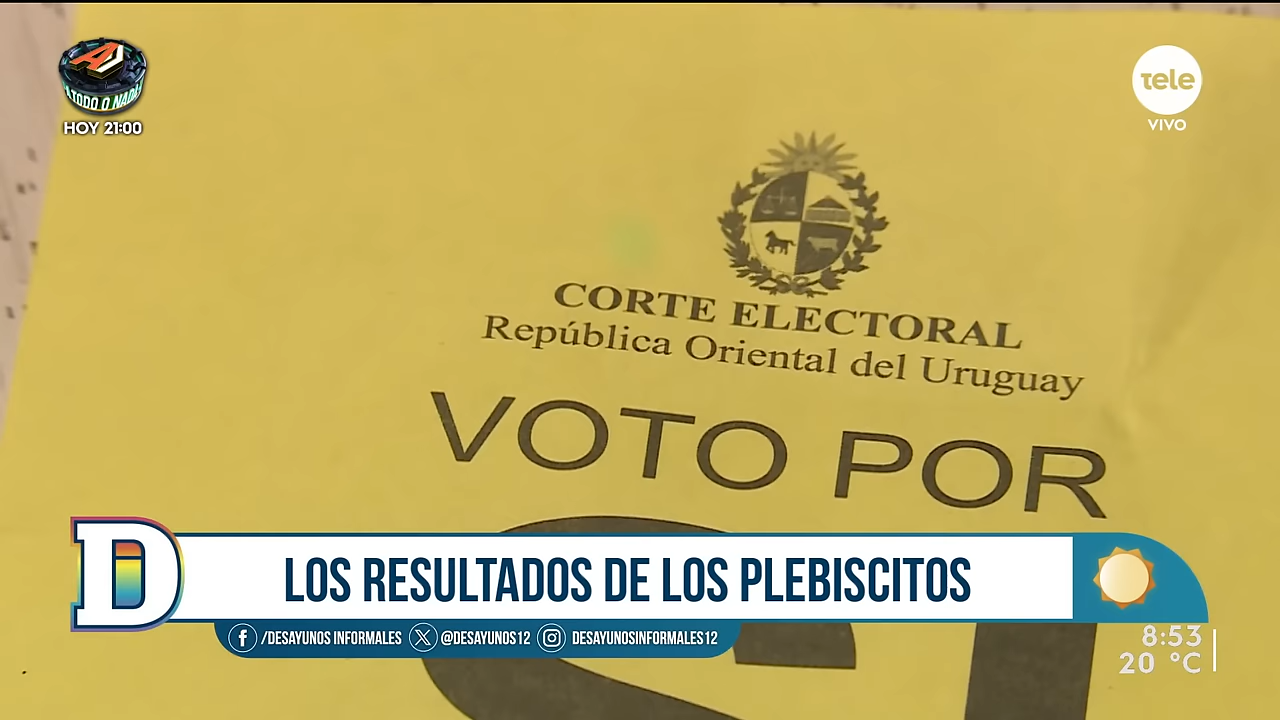 A TODO O NADA
HOY 21:00
tele
VIVO
CORTE ELECTORAL
República Oriental del Uruguay
VOTO POR
SI
D
LOS RESULTADOS DE LOS PLEBISCITOS
/DESAYUNOS INFORMALES @DESAYUNOS12 DESAYUNOSINFORMALES12
8:53
20 °C